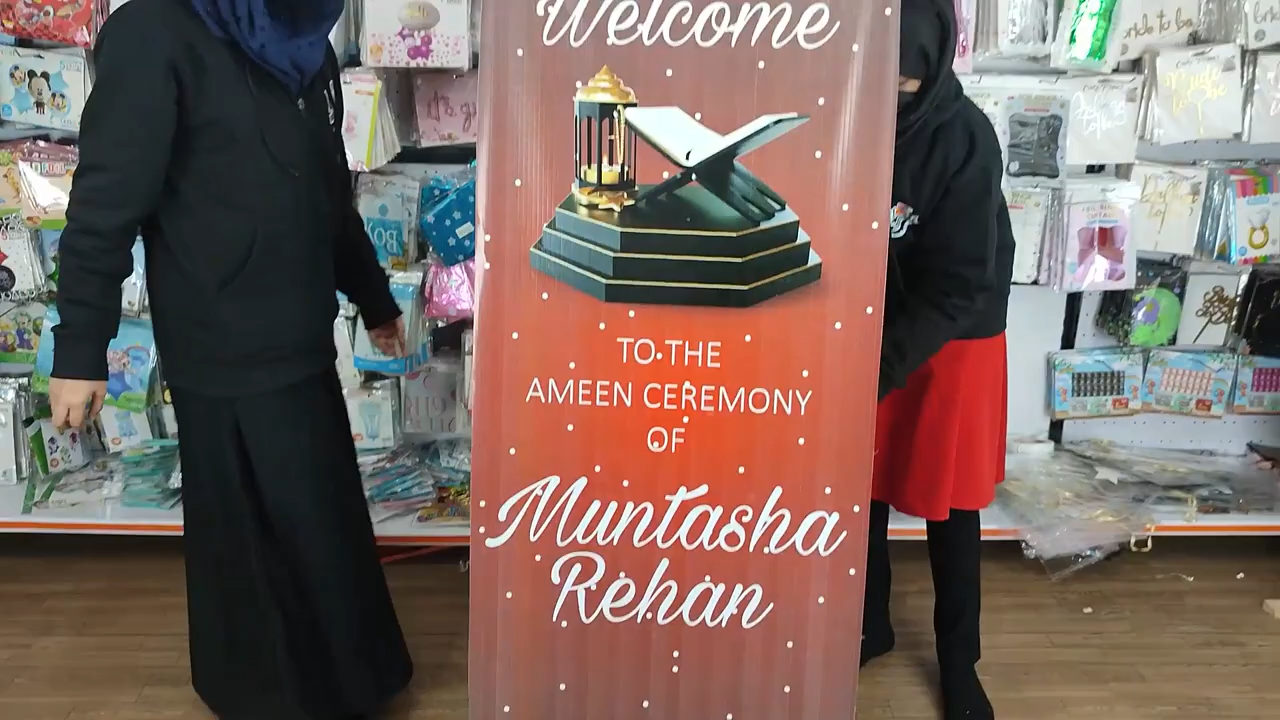 Welcome
TO THE
AMEEN CEREMONY
OF
Muntasha
Rehan